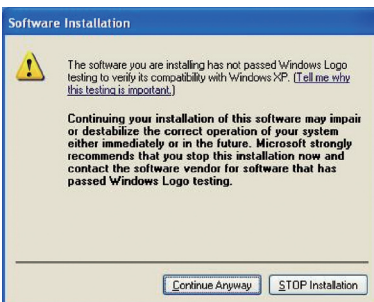 Software Installation
The software you are installing has not passed Windows Logo
testing to verify its compatibility with Windows XP. (Tell me why
this testing is important.)
Continuing your installation of this software may impair
or destabilize the correct operation of your system
either immediately or in the future. Microsoft strongly
recommends that you stop this installation now and
contact the software vendor for software that has
passed Windows Logo testing.
Continue Anyway STOP Installation